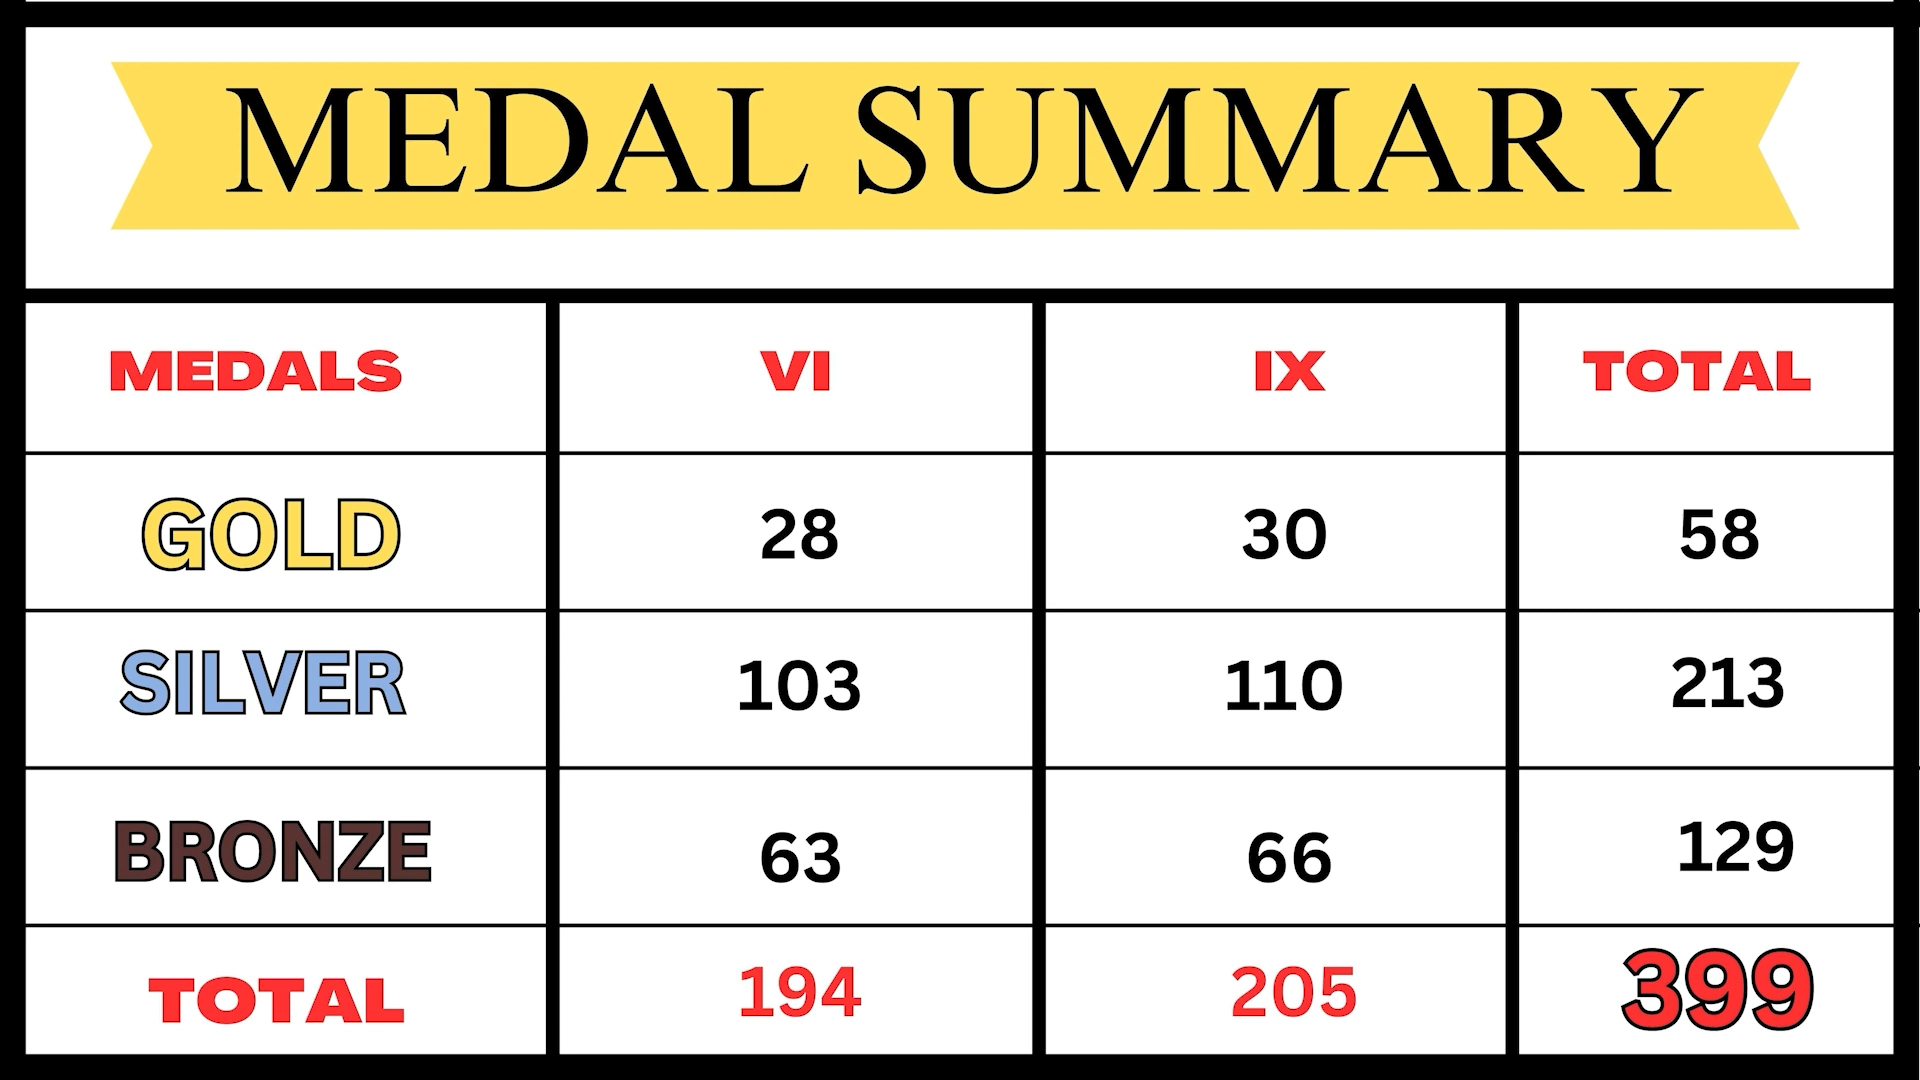 MEDAL SUMMARY
MEDALS VI IX TOTAL
GOLD 28 30 58
SILVER 103 110 213
BRONZE 63 66 129
TOTAL 194 205 399